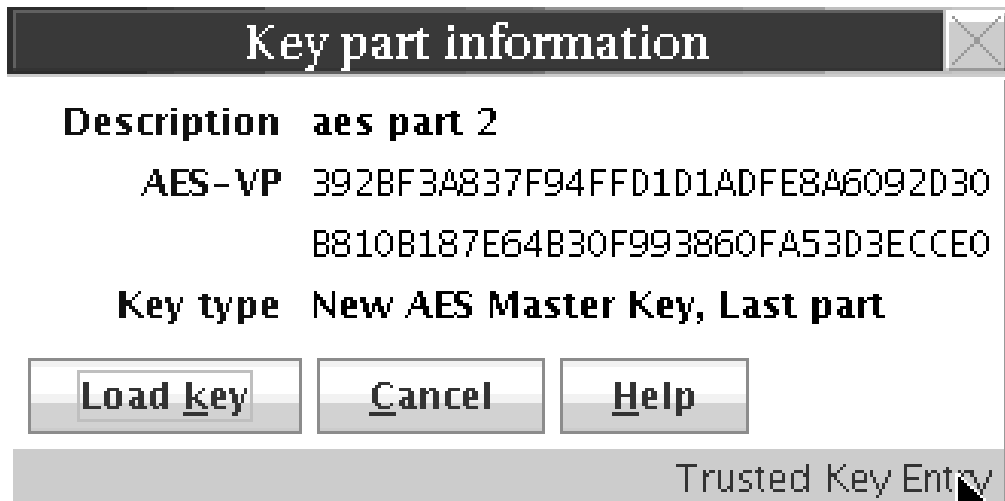 Key part information
Description aes part 2
AES-VP 392BF3A837F94FFD1D1ADFE8A6092D30
B810B187E64B30F993860FA53D3ECCE0
Key type New AES Master Key, Last part
Load key Cancel Help
Trusted Key Entry